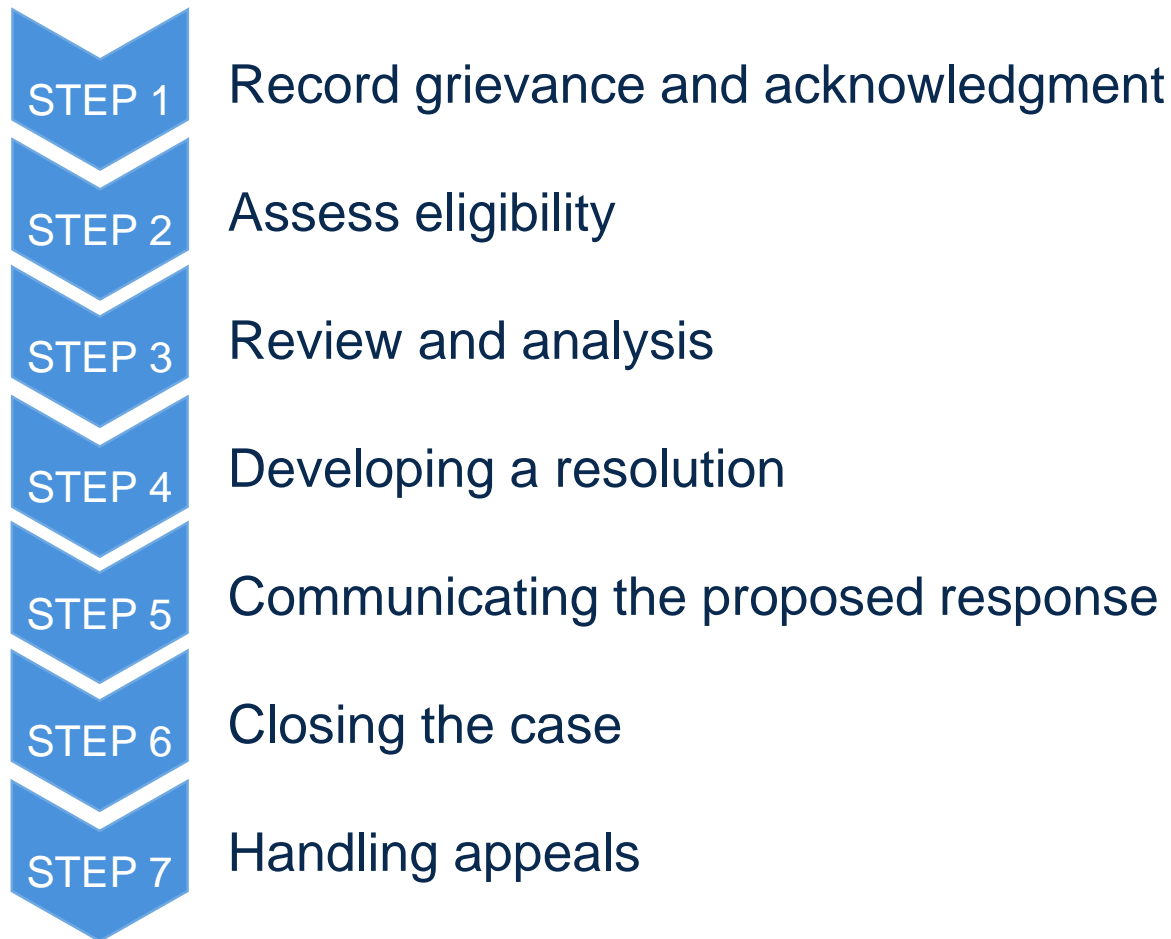 STEP 1 Record grievance and acknowledgment
STEP 2 Assess eligibility
STEP 3 Review and analysis
STEP 4 Developing a resolution
STEP 5 Communicating the proposed response
STEP 6 Closing the case
STEP 7 Handling appeals